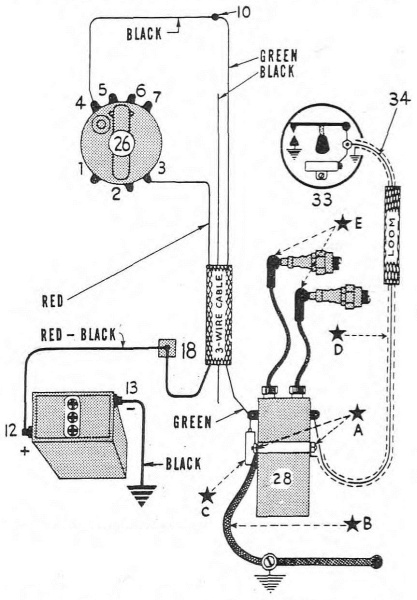 10
BLACK
GREEN
BLACK
4
5
6
7
26
1
2
3
34
33
LOOM
E
RED
3-WIRE CABLE
RED-BLACK
18
D
12
+
13
-
GREEN
A
BLACK
28
C
B